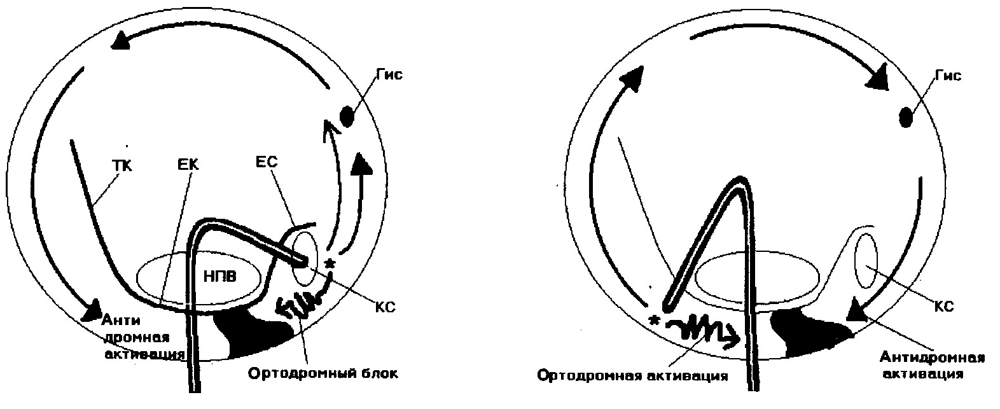 Гис
ТК
ЕК
ЕС
НПВ
КС
Анти
дромная
активация
Ортодромный блок
Гис
КС
Ортодромная активация
Антидромная
активация